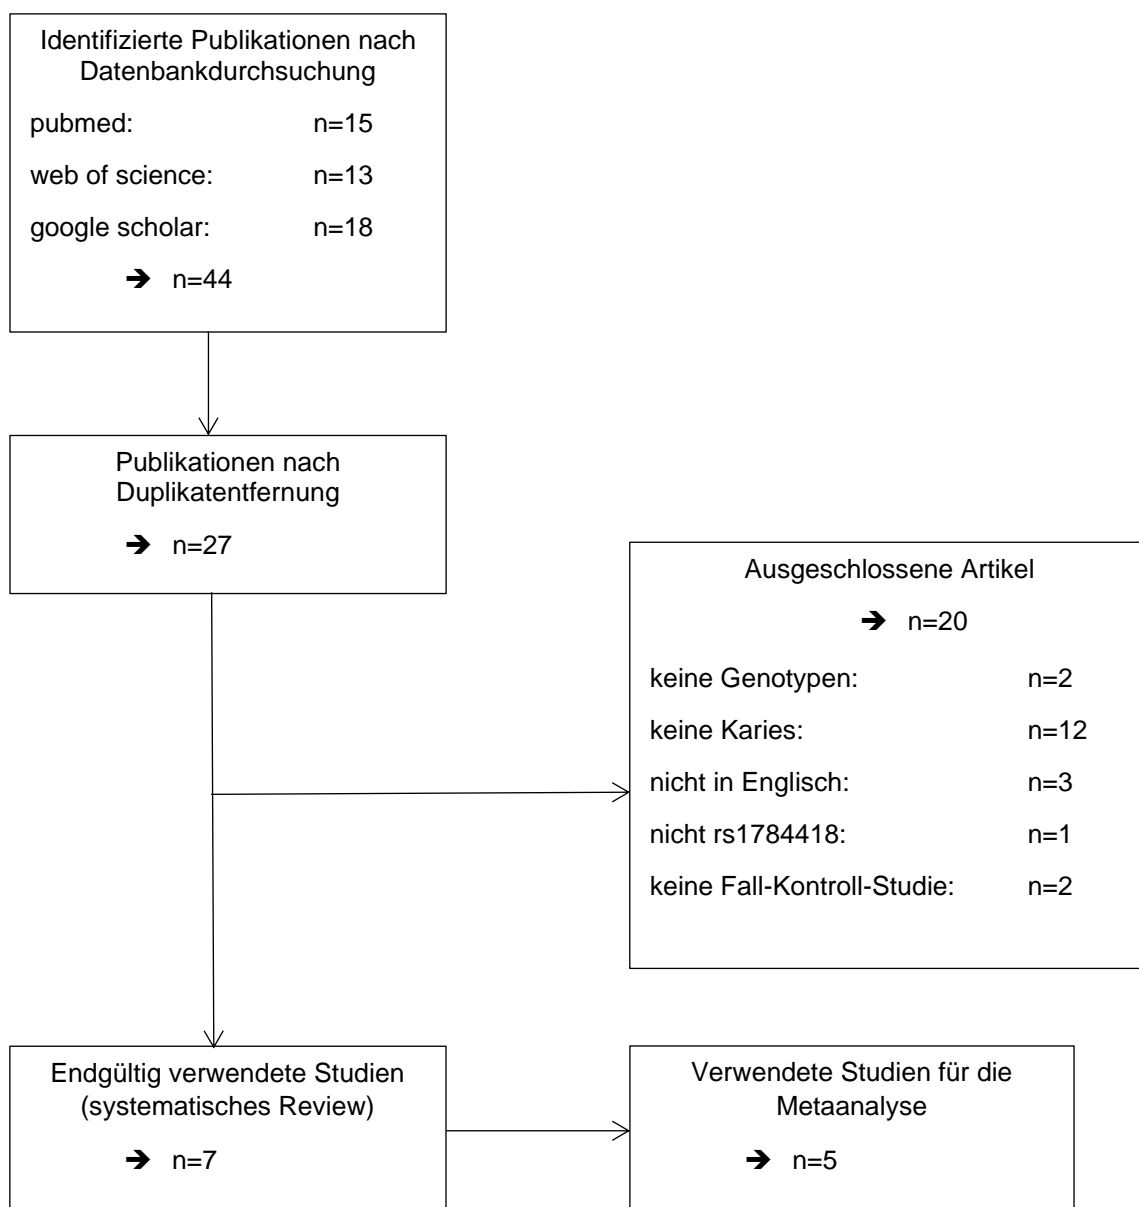 Identifizierte Publikationen nach
Datenbankdurchsuchung
pubmed: n=15
web of science: n=13
google scholar: n=18
➔ n=44
Publikationen nach
Duplikatentfernung
➔ n=27
Ausgeschlossene Artikel
➔ n=20
keine Genotypen: n=2
keine Karies: n=12
nicht in Englisch: n=3
nicht rs1784418: n=1
keine Fall-Kontroll-Studie: n=2
Endgültig verwendete Studien
(systematisches Review)
➔ n=7
Verwendete Studien für die
Metaanalyse
➔ n=5